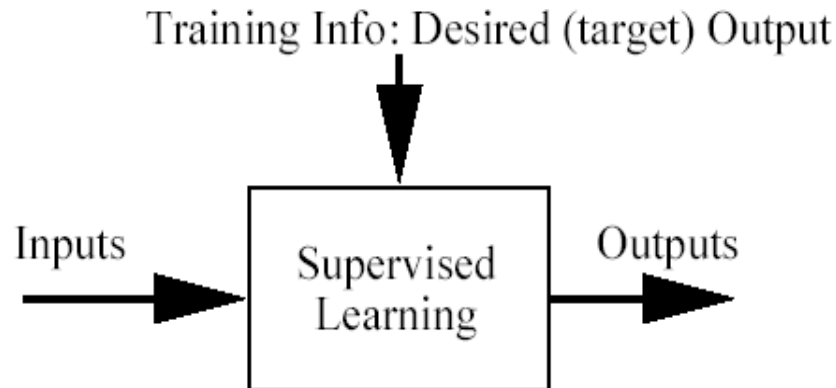 Training Info: Desired (target) Output
Inputs
Supervised
Learning
Outputs